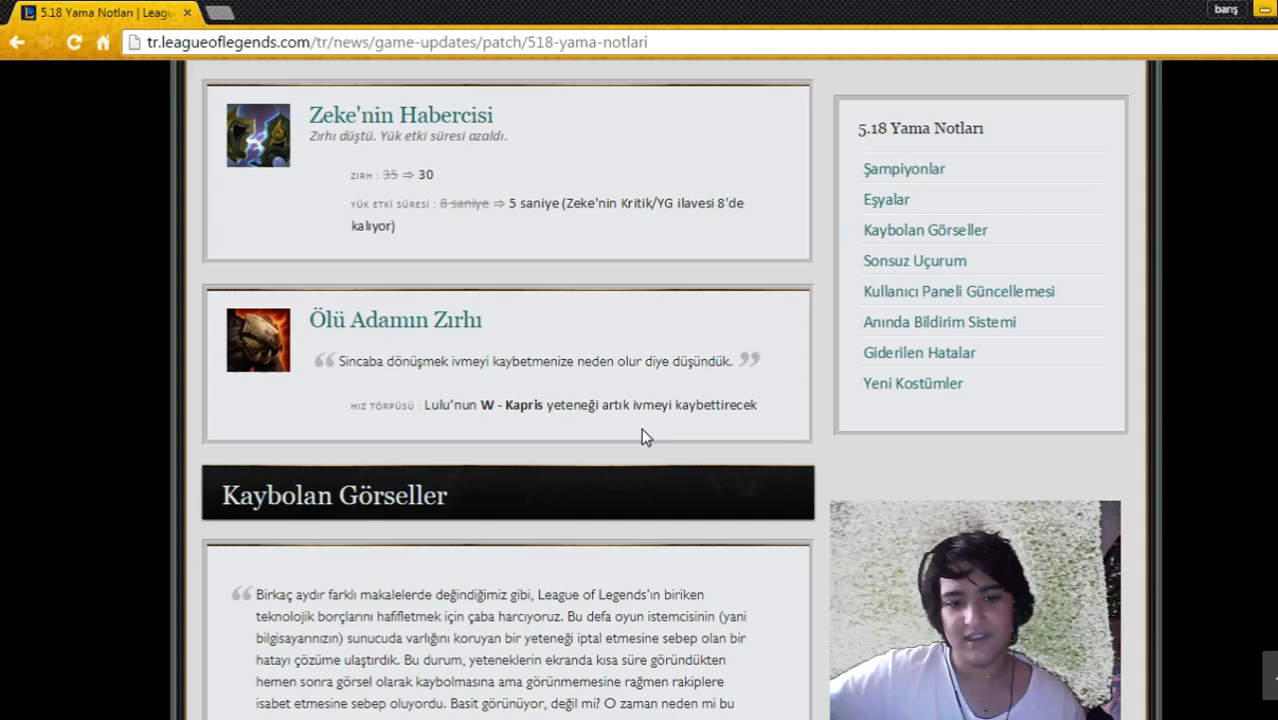 5.18 Yama Notları | Leagu
barış
tr.leagueoflegends.com/tr/news/game-updates/patch/518-yama-notlari
Zeke'nin Habercisi
Zırhı düştü. Yük etki süresi azaldı.
ZIRH : 35 ⇒ 30
YÜK ETKİ SÜRESİ : 8 saniye ⇒ 5 saniye (Zeke'nin Kritik/YG ilavesi 8'de
kalıyor)
Ölü Adamın Zırhı
“ Sincaba dönüşmek ivmeyi kaybetmenize neden olur diye düşündük. ”
HIZ TÖRPÜSÜ : Lulu’nun W - Kapris yeteneği artık ivmeyi kaybettirecek
Kaybolan Görseller
“ Birkaç aydır farklı makalelerde değindiğimiz gibi, League of Legends’ın biriken
teknolojik borçlarını hafifletmek için çaba harcıyoruz. Bu defa oyun istemcisinin (yani
bilgisayarınızın) sunucuda varlığını koruyan bir yeteneği iptal etmesine sebep olan bir
hatayı çözüme ulaştırdık. Bu durum, yeteneklerin ekranda kısa süre göründükten
hemen sonra görsel olarak kaybolmasına ama görünmemesine rağmen rakiplere
isabet etmesine sebep oluyordu. Basit görünüyor, değil mi? O zaman neden mi bu
5.18 Yama Notları
Şampiyonlar
Eşyalar
Kaybolan Görseller
Sonsuz Uçurum
Kullanıcı Paneli Güncellemesi
Anında Bildirim Sistemi
Giderilen Hatalar
Yeni Kostümler